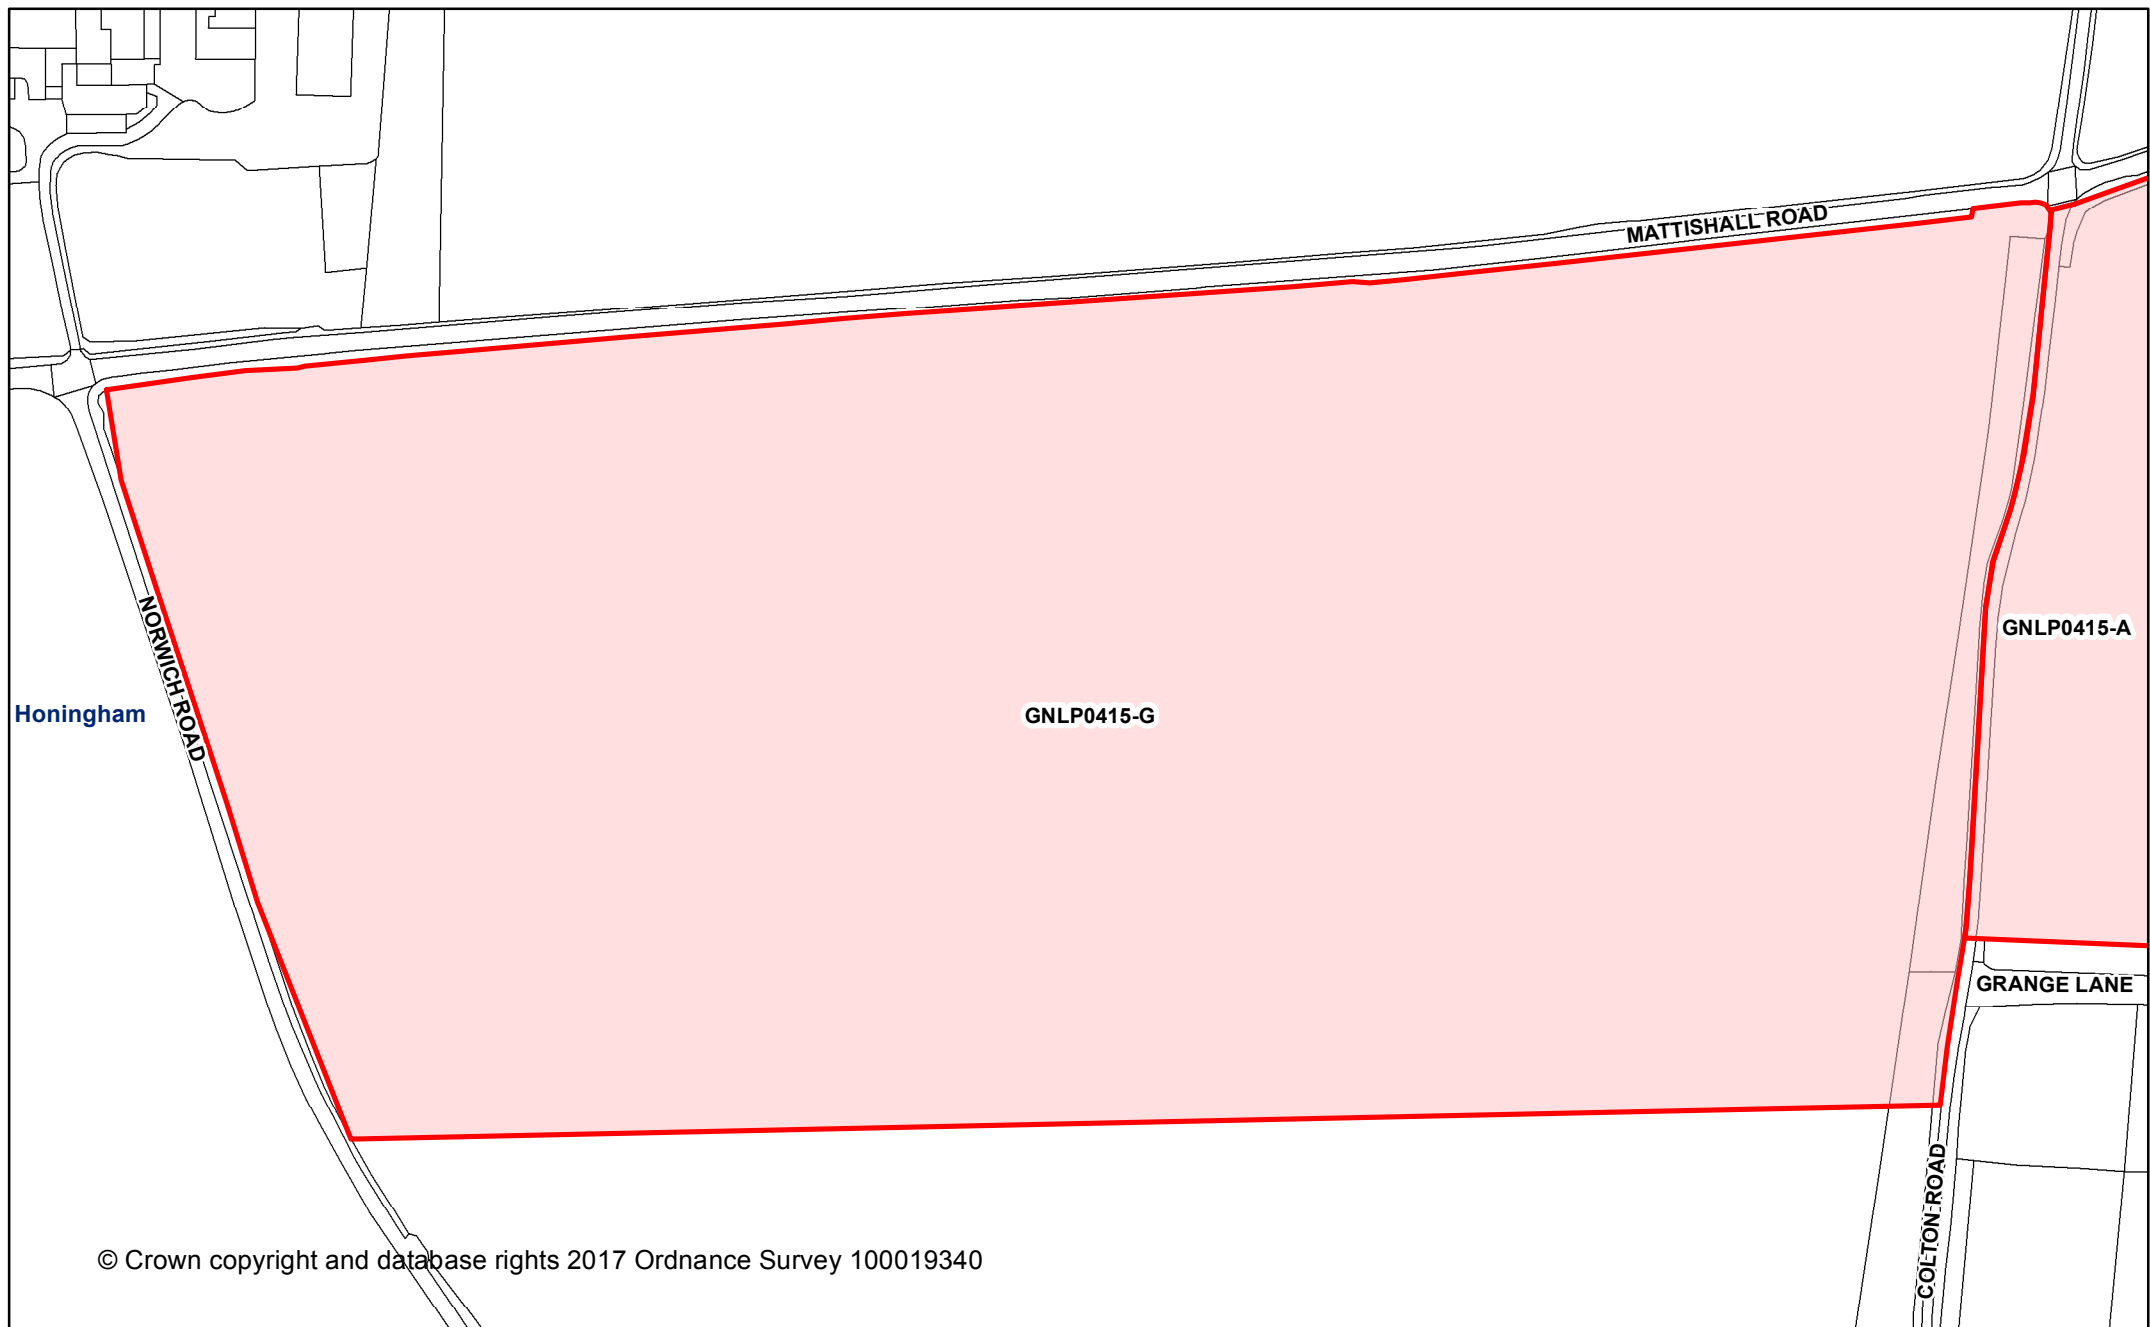 MATTISHALL ROAD
NORWICH ROAD
GNLP0415-A
Honingham
GNLP0415-G
GRANGE LANE
COLTON ROAD
© Crown copyright and database rights 2017 Ordnance Survey 100019340